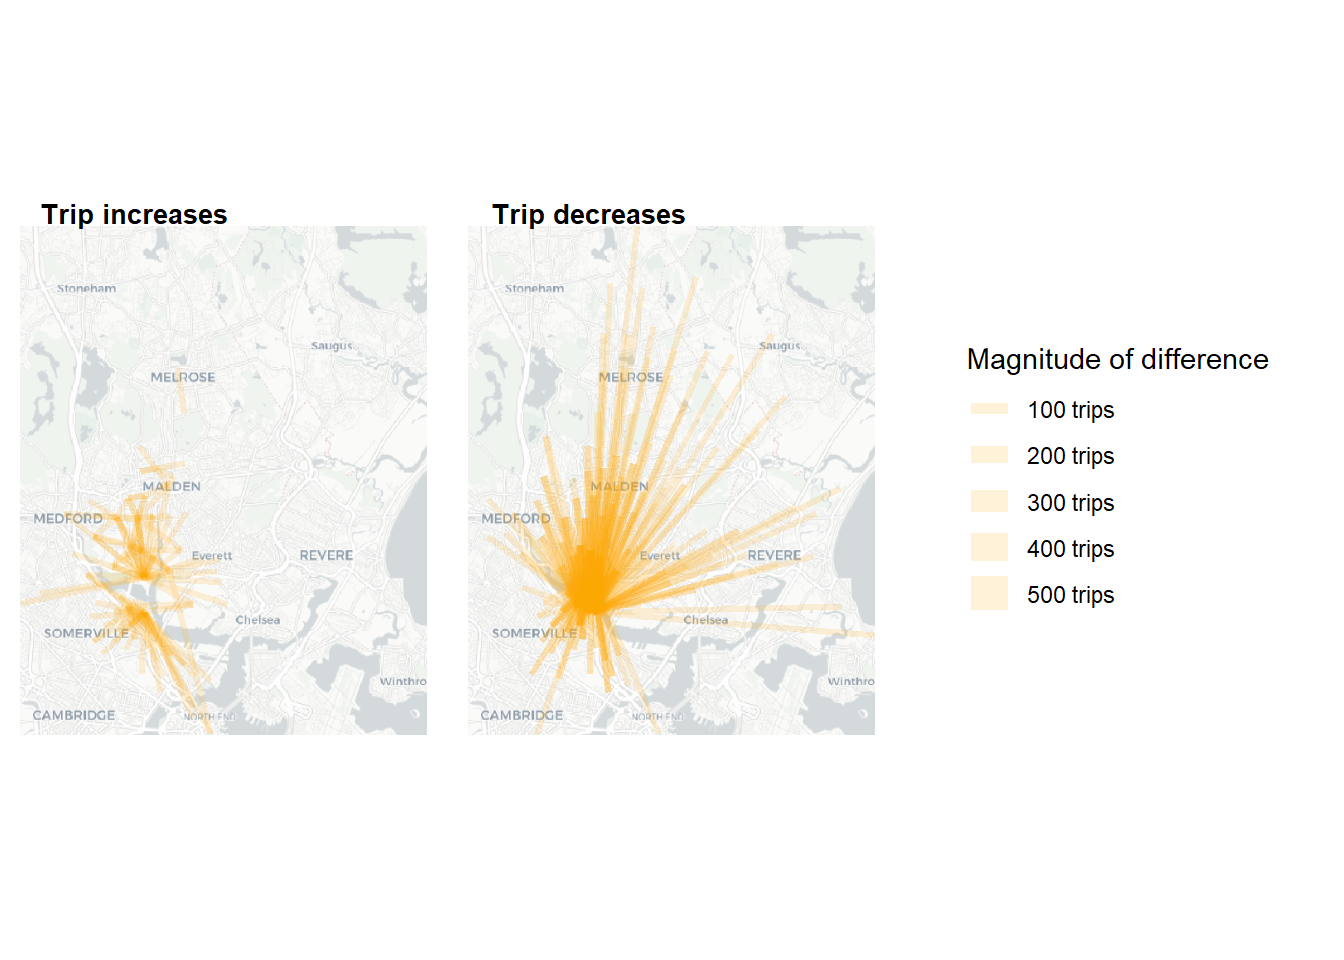 Trip increases
Stoneham
Saugus
MELROSE
MALDEN
MEDFORD
Everett
REVERE
Chelsea
SOMERVILLE
Winthro
CAMBRIDGE
NORTH END
Trip decreases
Stoneham
Saugus
MELROSE
MALDEN
MEDFORD
Everett
REVERE
Chelsea
SOMERVILLE
Winthro
CAMBRIDGE
NORTH END
Magnitude of difference
100 trips
200 trips
300 trips
400 trips
500 trips